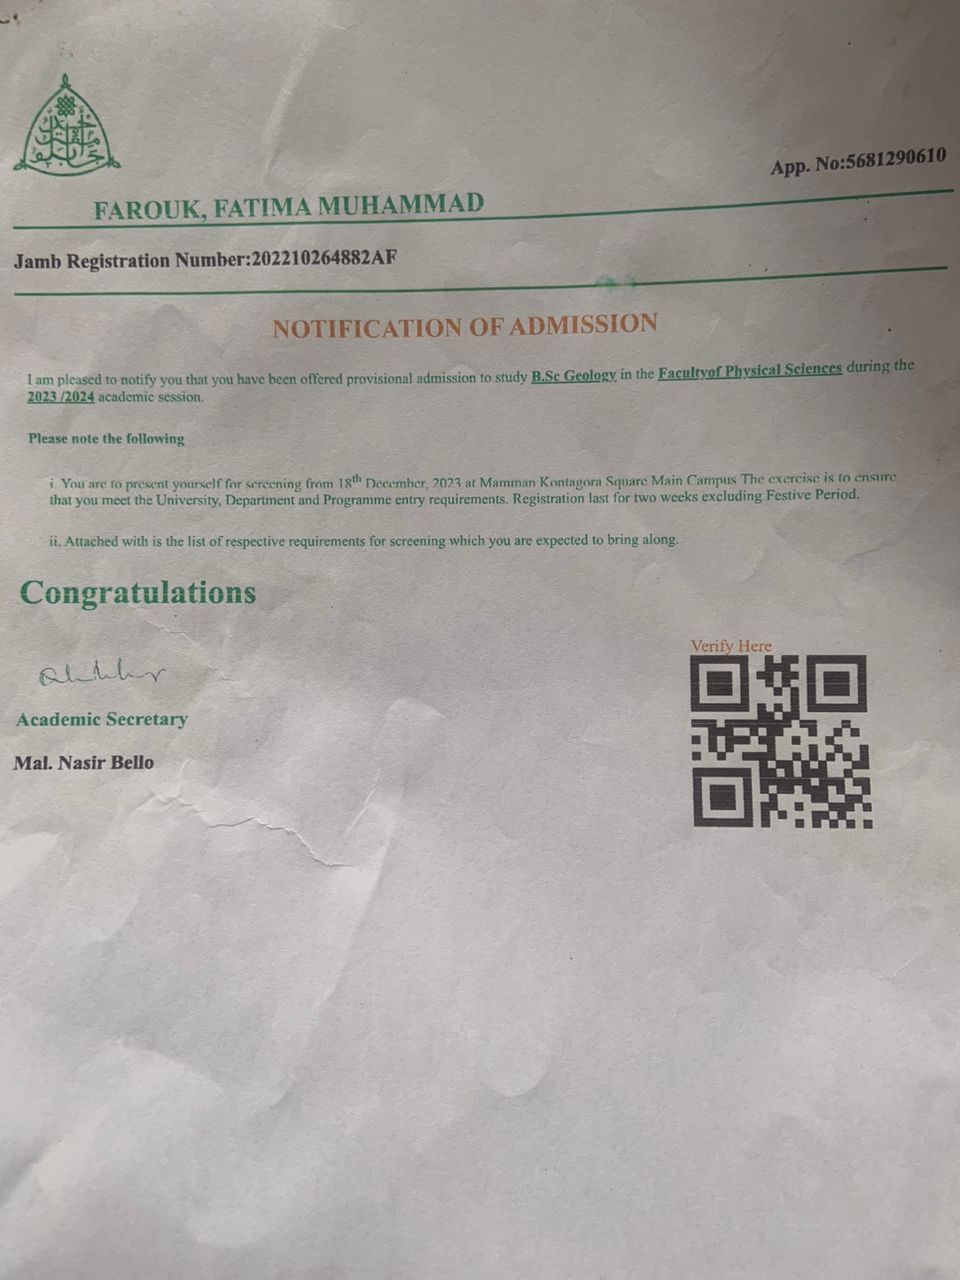 App. No:5681290610
FAROUK, FATIMA MUHAMMAD
Jamb Registration Number:202210264882AF
NOTIFICATION OF ADMISSION
I am pleased to notify you that you have been offered provisional admission to study B.Sc Geology in the Facultyof Physical Sciences during the
2023 /2024 academic session.
Please note the following
i. You are to present yourself for screening from 18th December, 2023 at Mamman Kontagora Square Main Campus The exercise is to ensure
that you meet the University, Department and Programme entry requirements. Registration last for two weeks excluding Festive Period.
ii. Attached with is the list of respective requirements for screening which you are expected to bring along.
Congratulations
Verify Here
Academic Secretary
Mal. Nasir Bello